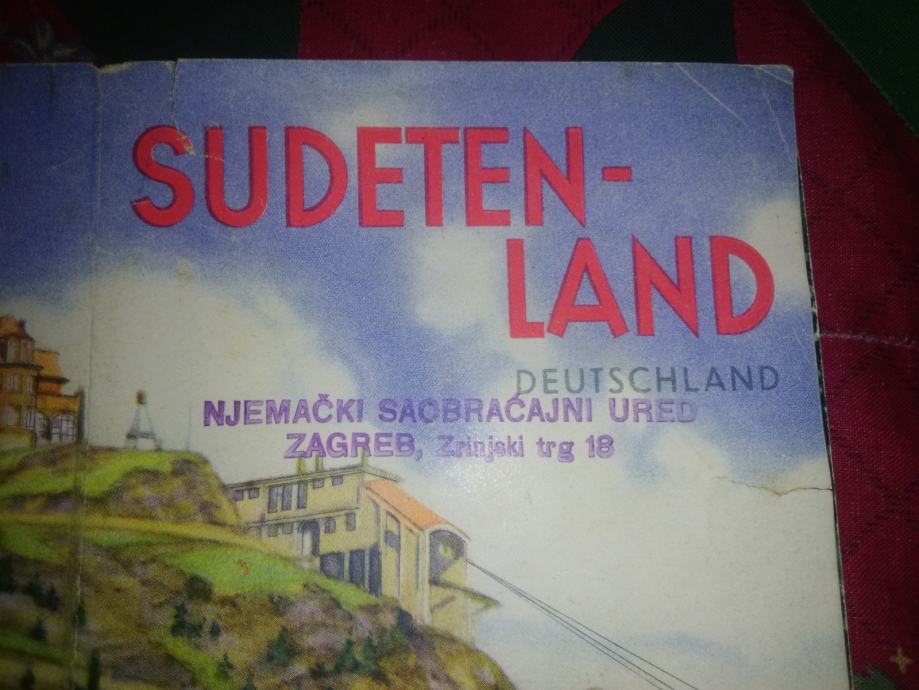 SUDETEN-
LAND
DEUTSCHLAND
NJEMAČKI SAOBRAĆAJNI URED
ZAGREB, Zrinjski trg 18